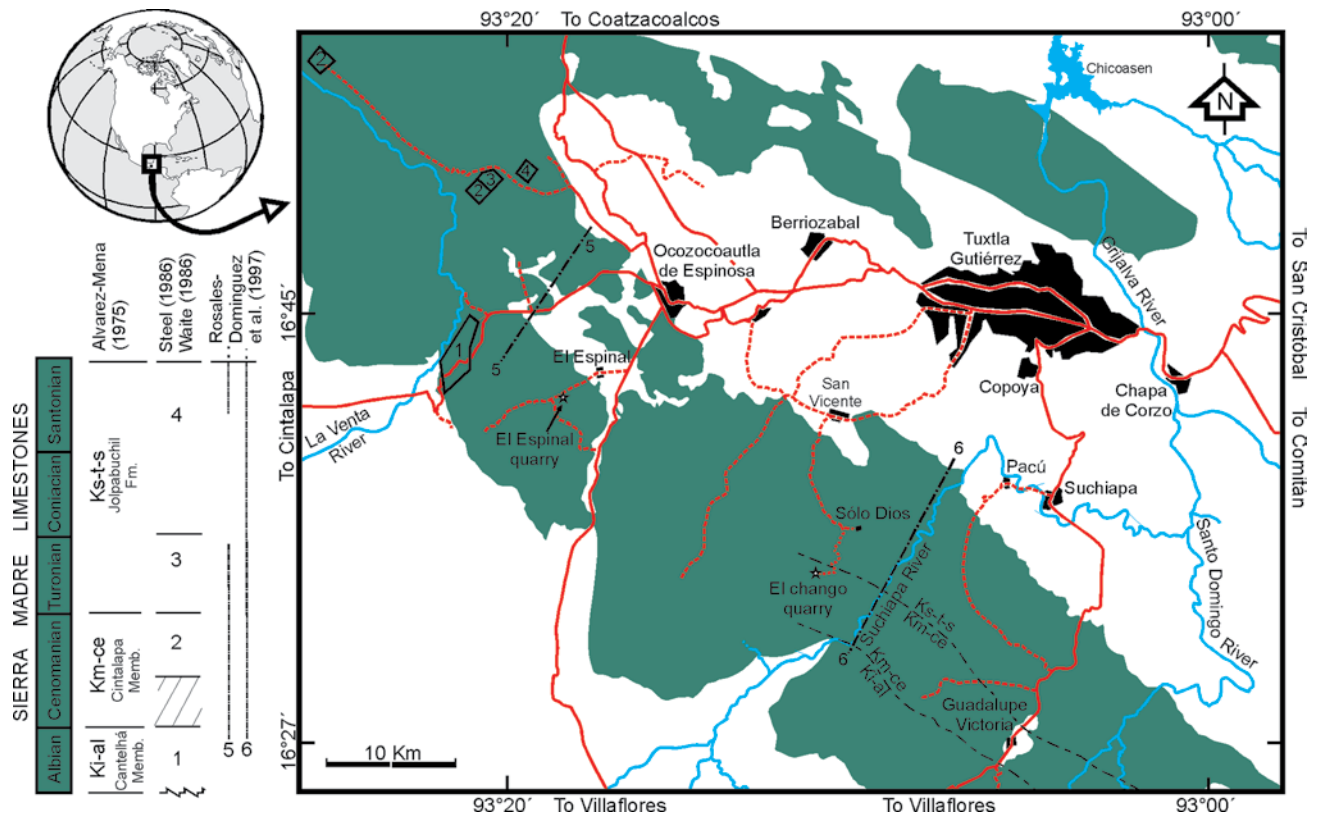 93°20´
To Coatzacoalcos
93°00´
2
Chicoasen
N
2
3
4
Berriozabal
Tuxtla
Gutiérrez
Grijalva River
Ocozocoautla
de Espinosa
5
5
1
El Espinal
El Espinal
quarry
San
Vicente
Copoya
Chapa
de Corzo
La Venta
River
16°45´
To Cintalapa
16°27´
To San Cristóbal
To Comitán
Pacú
Suchiapa
6
6
Sólo Dios
El chango
quarry
Suchiapa River
Santo Domingo
River
Ks-t-s
Km-ce
Km-ce
Ki-al
Guadalupe
Victoria
10 Km
93°20´
To Villaflores
To Villaflores
93°00´
Alvarez-Mena
(1975)
Steel (1986)
Waite (1986)
Rosales-
Dominguez
et al. (1997)
SIERRA MADRE LIMESTONES
Santonian
Coniacian
Turonian
Cenomanian
Albian
Ks-t-s
Jolpabuchil
Fm.
Km-ce
Cintalapa
Memb.
Ki-al
Cantelhá
Memb.
4
3
2
1
5
6